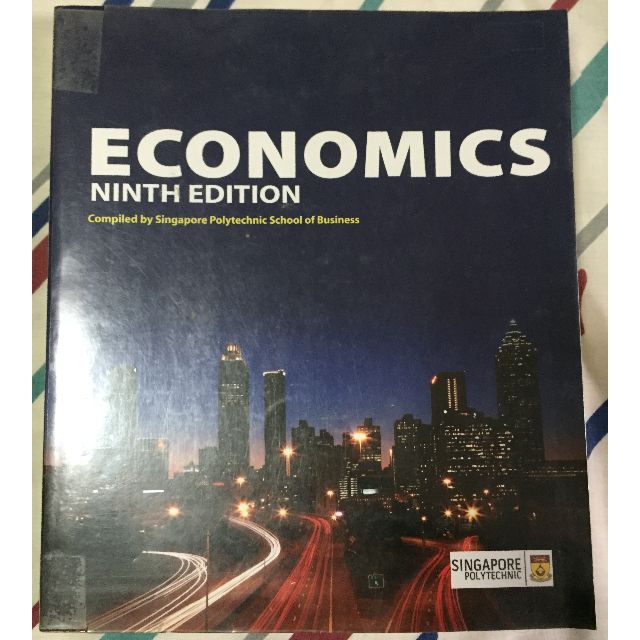 ECONOMICS
NINTH EDITION
Compiled by Singapore Polytechnic School of Business
SINGAPORE
POLYTECHNIC